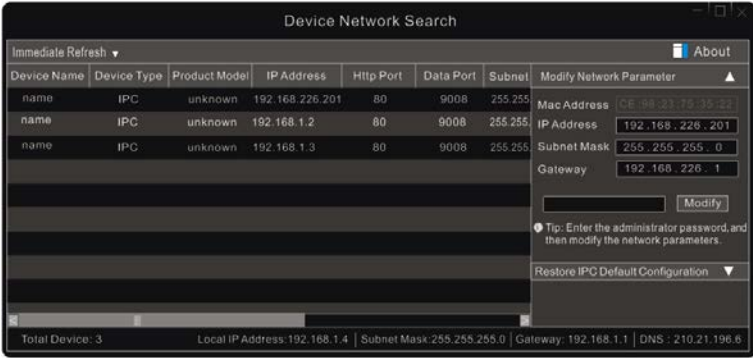 Device Network Search
Immediate Refresh
About
Device Name Device Type Product Model IP Address Http Port Data Port Subnet
name IPC unknown 192.168.226.201 80 9008 255.255.
name IPC unknown 192.168.1.2 80 9008 255.255.
name IPC unknown 192.168.1.3 80 9008 255.255.
Modify Network Parameter
Mac Address CE:98:23:75:35:22
IP Address 192.168.226.201
Subnet Mask 255.255.255.0
Gateway 192.168.226.1
Modify
Tip: Enter the administrator password, and
then modify the network parameters.
Restore IPC Default Configuration
Total Device: 3 Local IP Address:192.168.1.4 Subnet Mask:255.255.255.0 Gateway: 192.168.1.1 DNS : 210.21.196.6